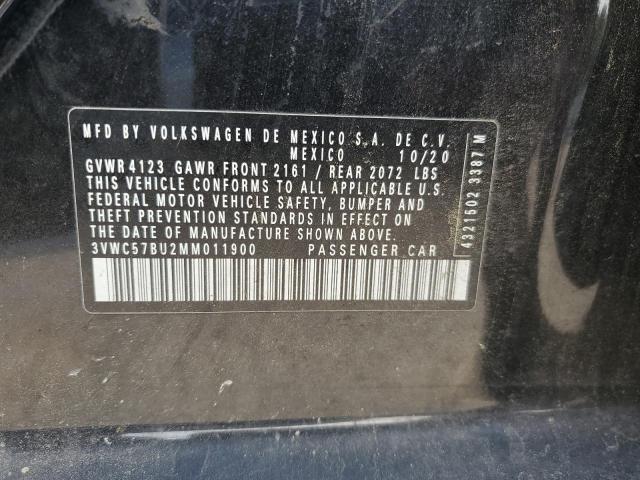 MFD BY VOLKSWAGEN DE MEXICO S.A. DE C.V.
MEXICO 10/20
GVWR 4123 GAWR FRONT 2161 / REAR 2072 LBS
THIS VEHICLE CONFORMS TO ALL APPLICABLE U.S.
FEDERAL MOTOR VEHICLE SAFETY, BUMPER AND
THEFT PREVENTION STANDARDS IN EFFECT ON
THE DATE OF MANUFACTURE SHOWN ABOVE.
3VWC57BU2MM011900 PASSENGER CAR
4321502 3387 M